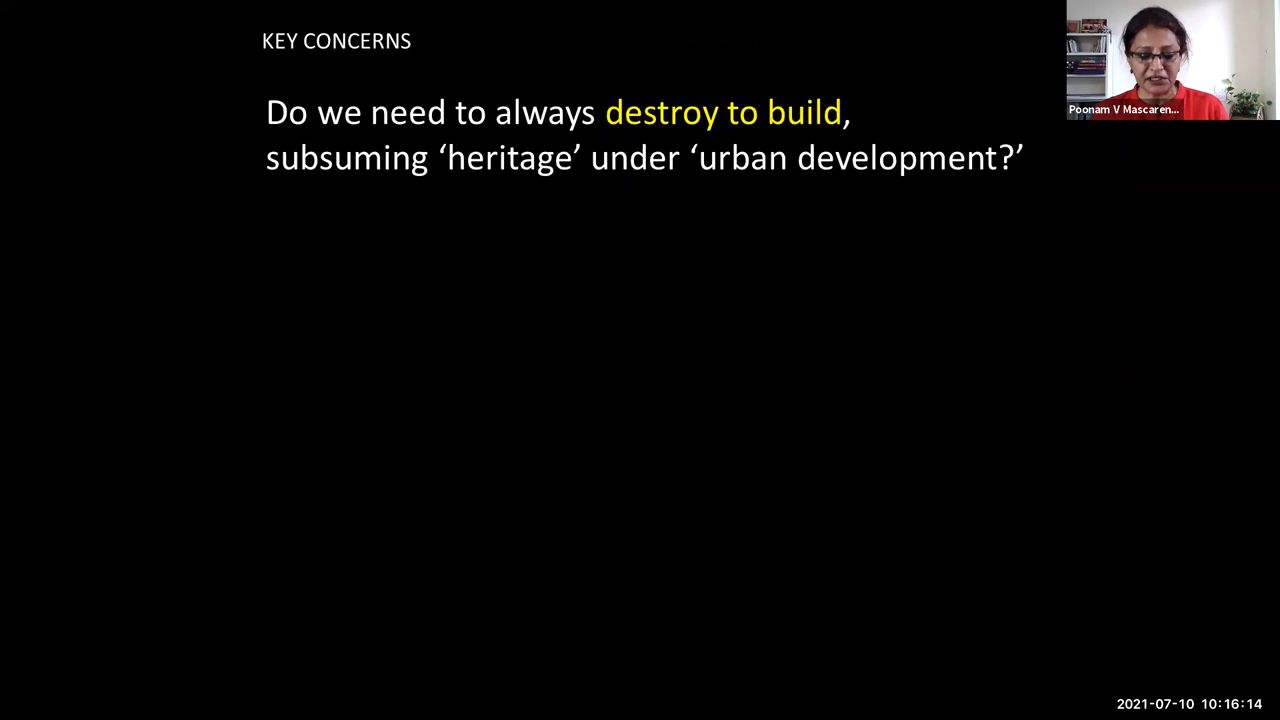 KEY CONCERNS
Do we need to always destroy to build,
subsuming ‘heritage’ under ‘urban development?’
Poonam V Mascaren...
2021-07-10 10:16:14